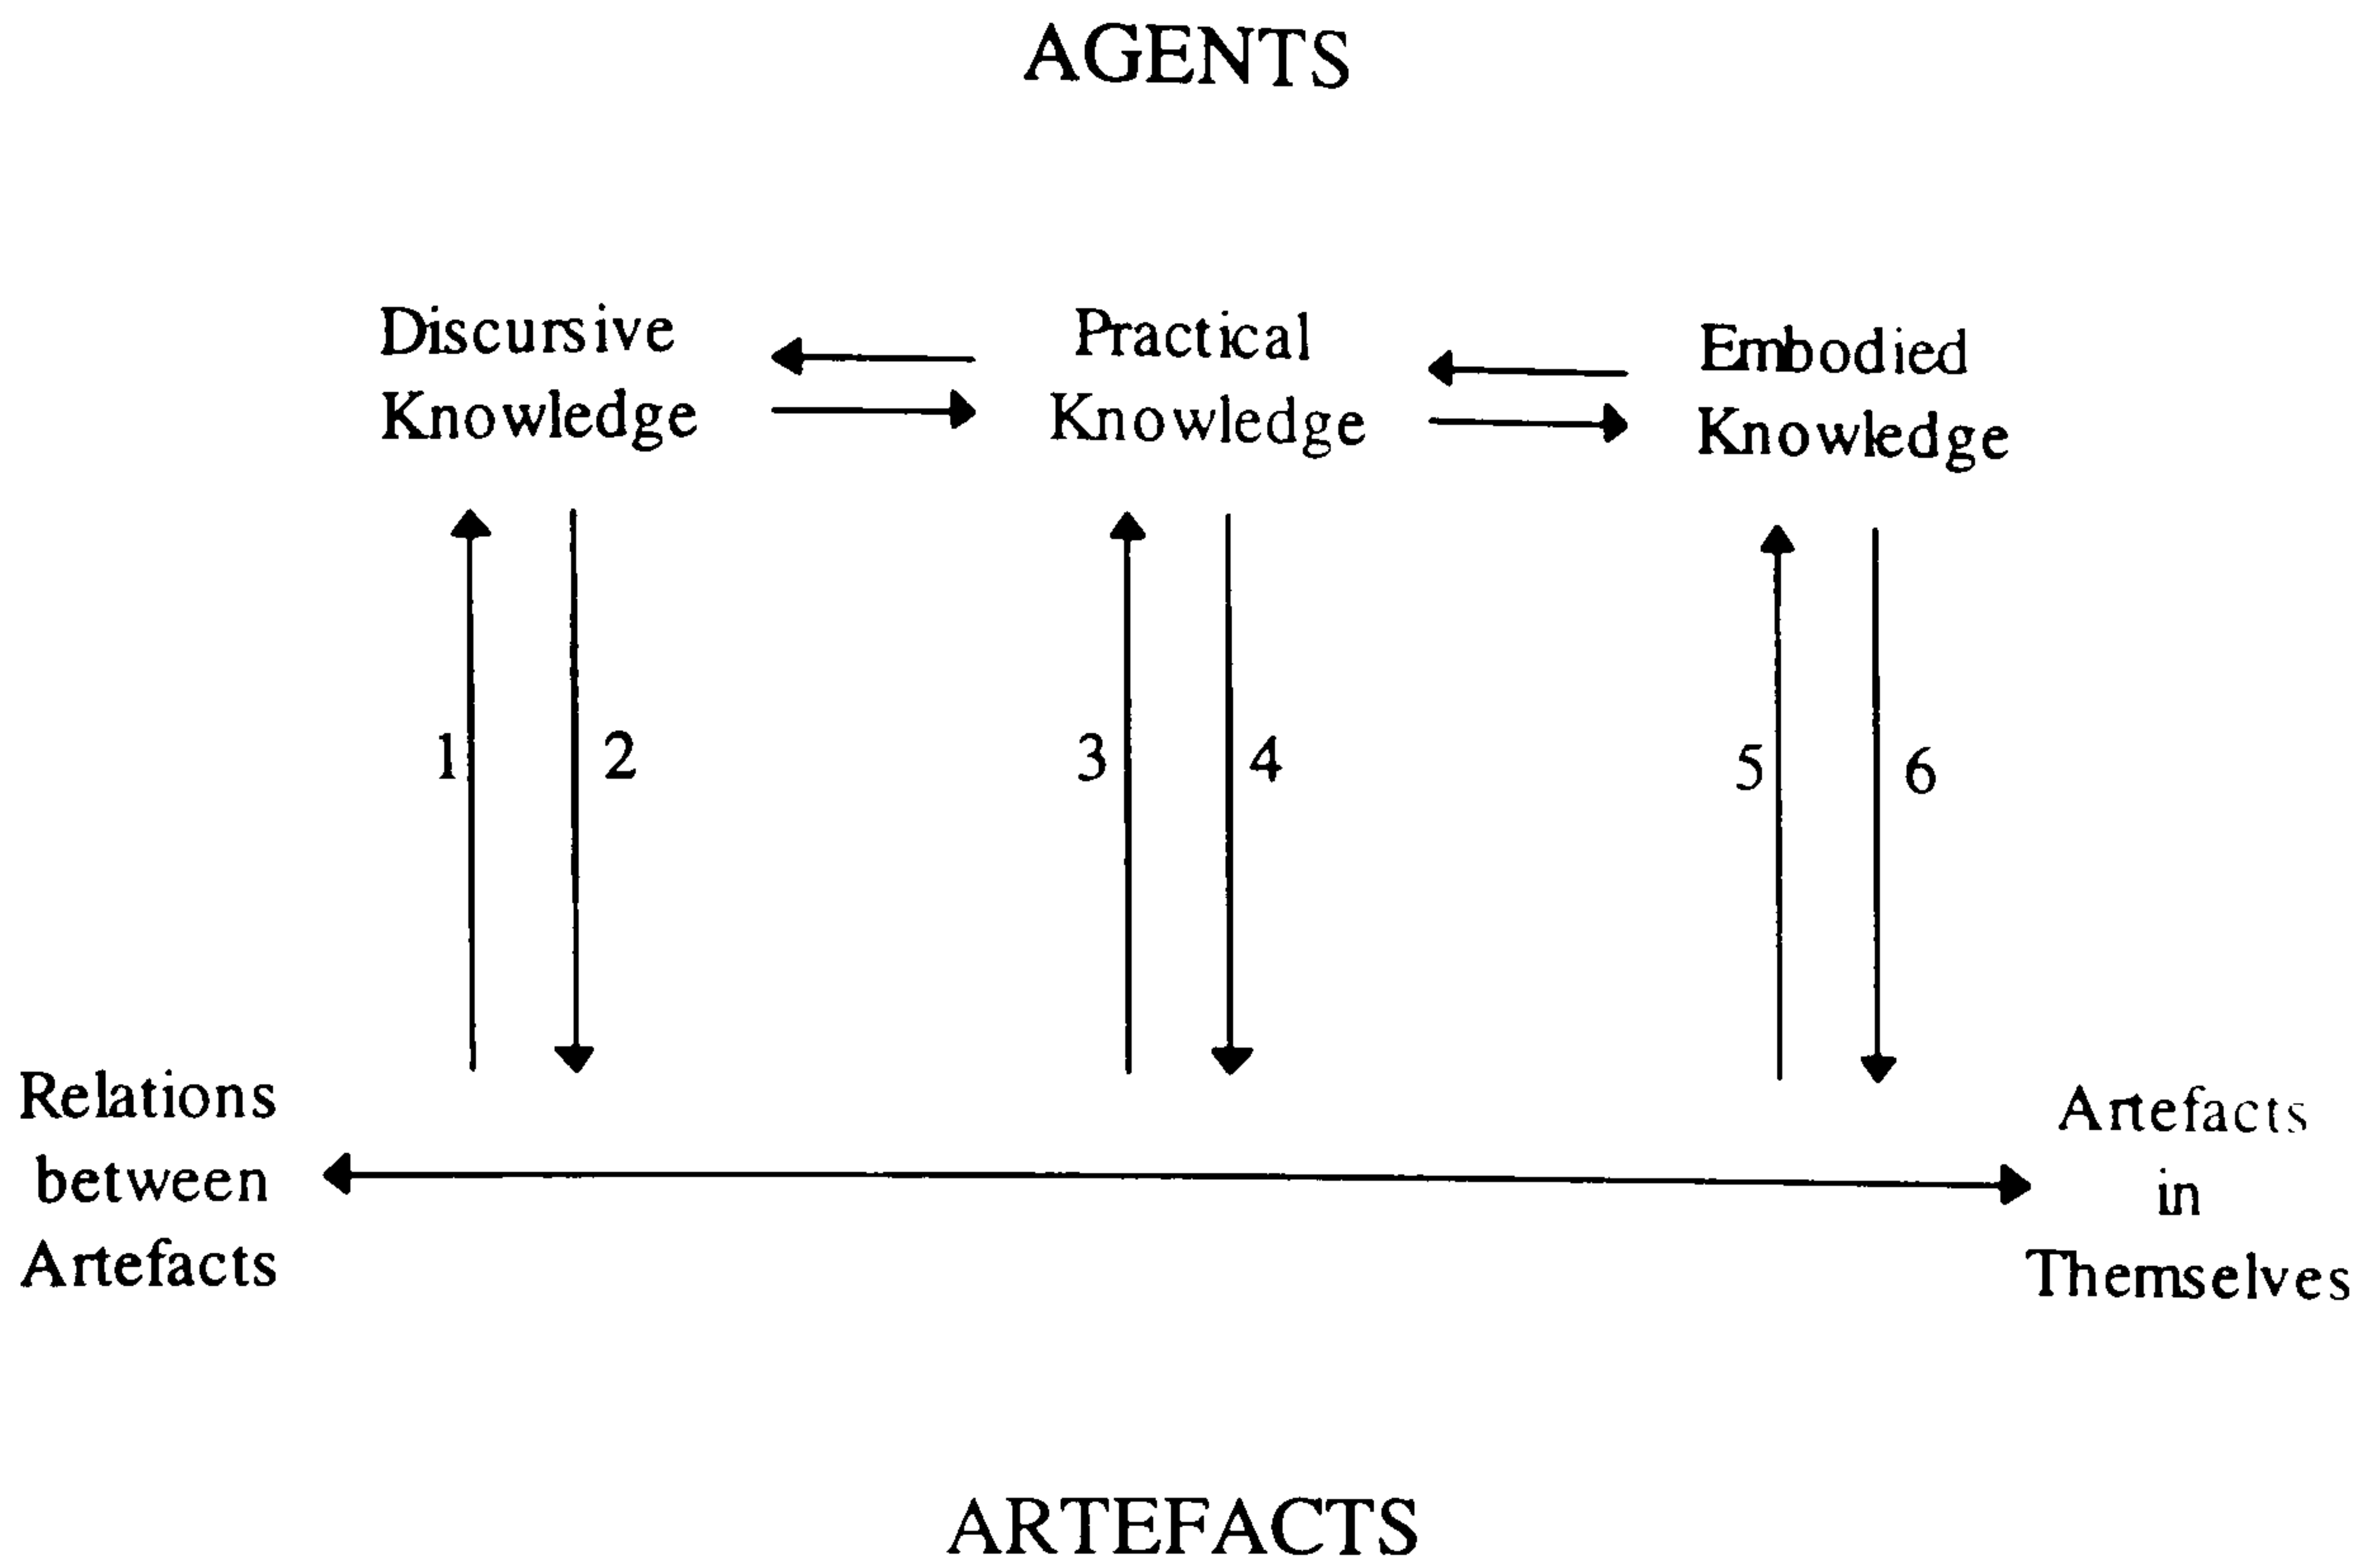 AGENTS
Discursive
Knowledge
Practical
Knowledge
Embodied
Knowledge
1
2
3
4
5
6
Relations
between
Artefacts
Artefacts
in
Themselves
ARTEFACTS